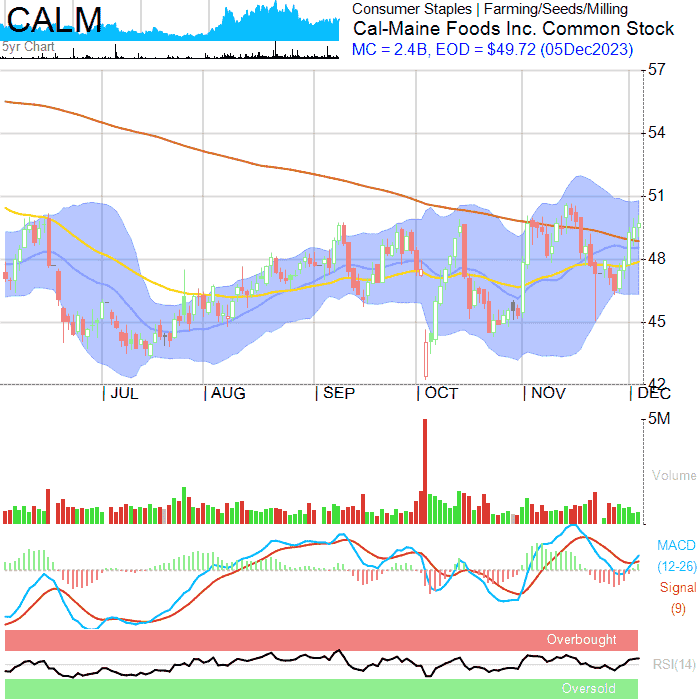 CALM
5yr Chart
Consumer Staples | Farming/Seeds/Milling
Cal-Maine Foods Inc. Common Stock
MC = 2.4B, EOD = $49.72 (05Dec2023)
57
54
51
48
45
42
| JUL | AUG | SEP | OCT | NOV | DEC
5M
Volume
MACD
(12-26)
Signal
(9)
Overbought
RSI(14)
Oversold